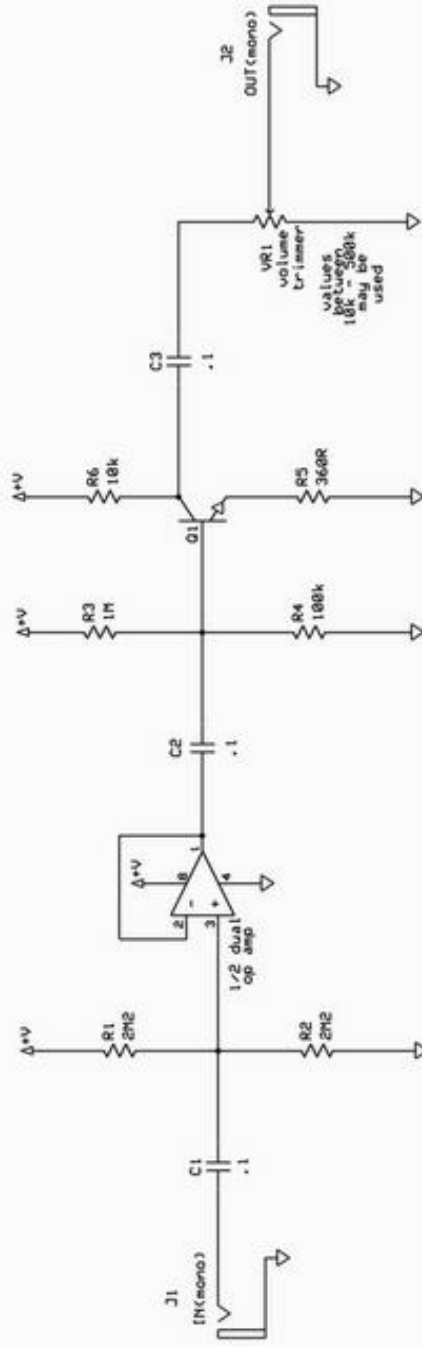 J1
IN(mono)
C1
.1
+V
R1
2M2
R2
2M2
+V
8
2
-
3
+
1
4
1/2 dual
op amp
C2
.1
+V
R3
1M
R4
100k
+V
R6
10k
Q1
R5
360R
C3
.1
VR1
volume
trimmer
values
between
10k - 500k
may be
used
J2
OUT(mono)